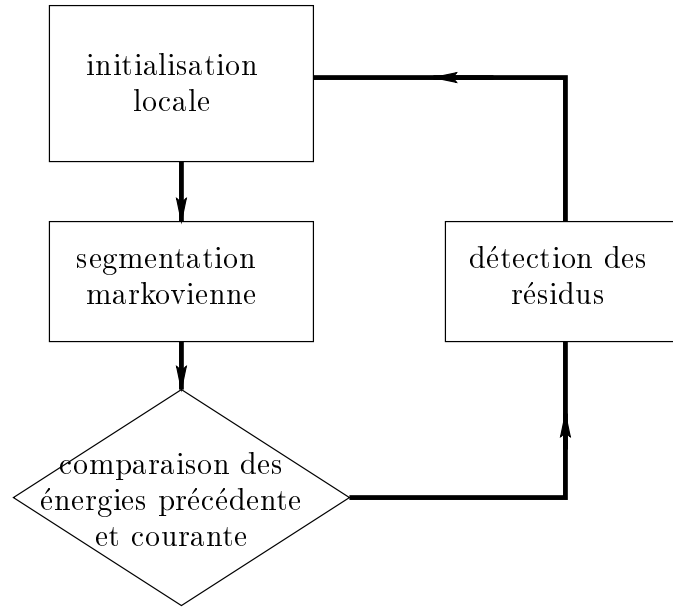 initialisation
locale
segmentation
markovienne
détection des
résidus
comparaison des
énergies précédente
et courante